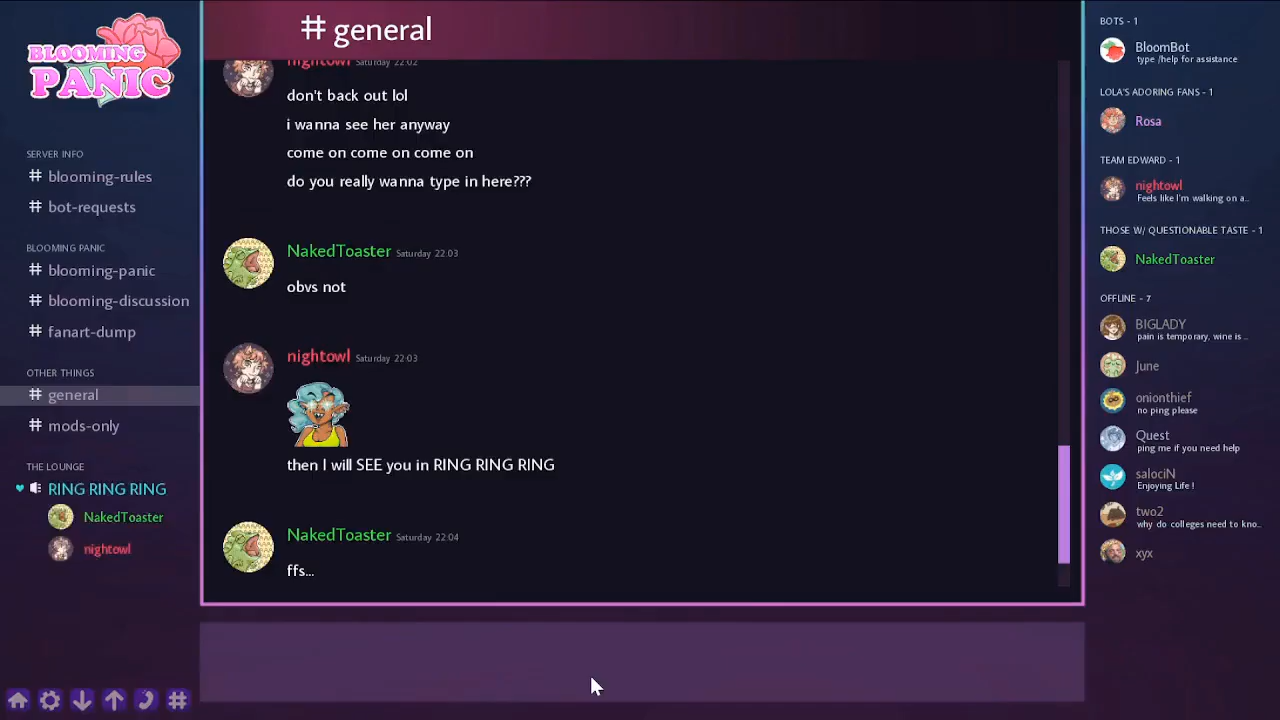 BLOOMING
PANIC
SERVER INFO
# blooming-rules
# bot-requests
BLOOMING PANIC
# blooming-panic
# blooming-discussion
# fanart-dump
OTHER THINGS
# general
# mods-only
THE LOUNGE
RING RING RING
NakedToaster
nightowl
# general
nightowl Saturday 22:02
don't back out lol
i wanna see her anyway
come on come on come on
do you really wanna type in here???
NakedToaster Saturday 22:03
obvs not
nightowl Saturday 22:03
then I will SEE you in RING RING RING
NakedToaster Saturday 22:04
ffs...
BOTS - 1
BloomBot
type /help for assistance
LOLA'S ADORING FANS - 1
Rosa
TEAM EDWARD - 1
nightowl
Feels like I'm walking on a..
THOSE W/ QUESTIONABLE TASTE - 1
NakedToaster
OFFLINE - 7
BIGLADY
pain is temporary, wine is ..
June
onionthief
no ping please
Quest
ping me if you need help
salociN
Enjoying Life !
two2
why do colleges need to kno..
xyx